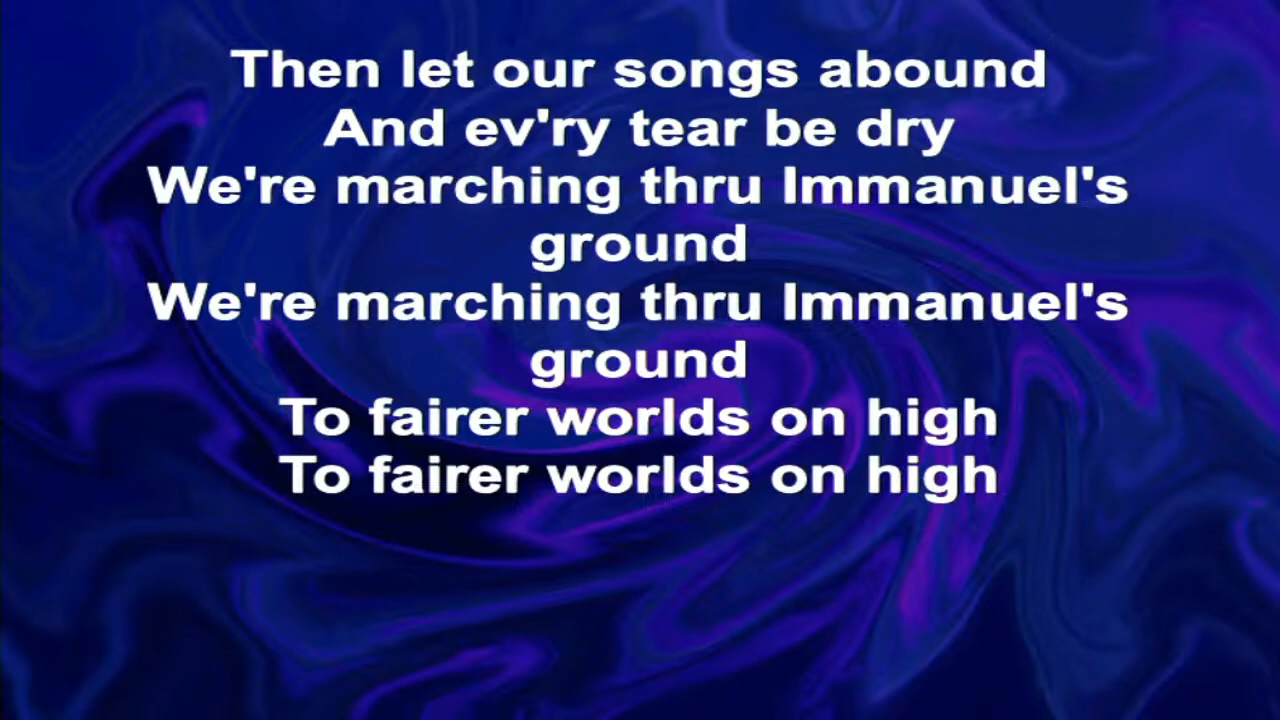 Then let our songs abound
And ev'ry tear be dry
We're marching thru Immanuel's
ground
We're marching thru Immanuel's
ground
To fairer worlds on high
To fairer worlds on high